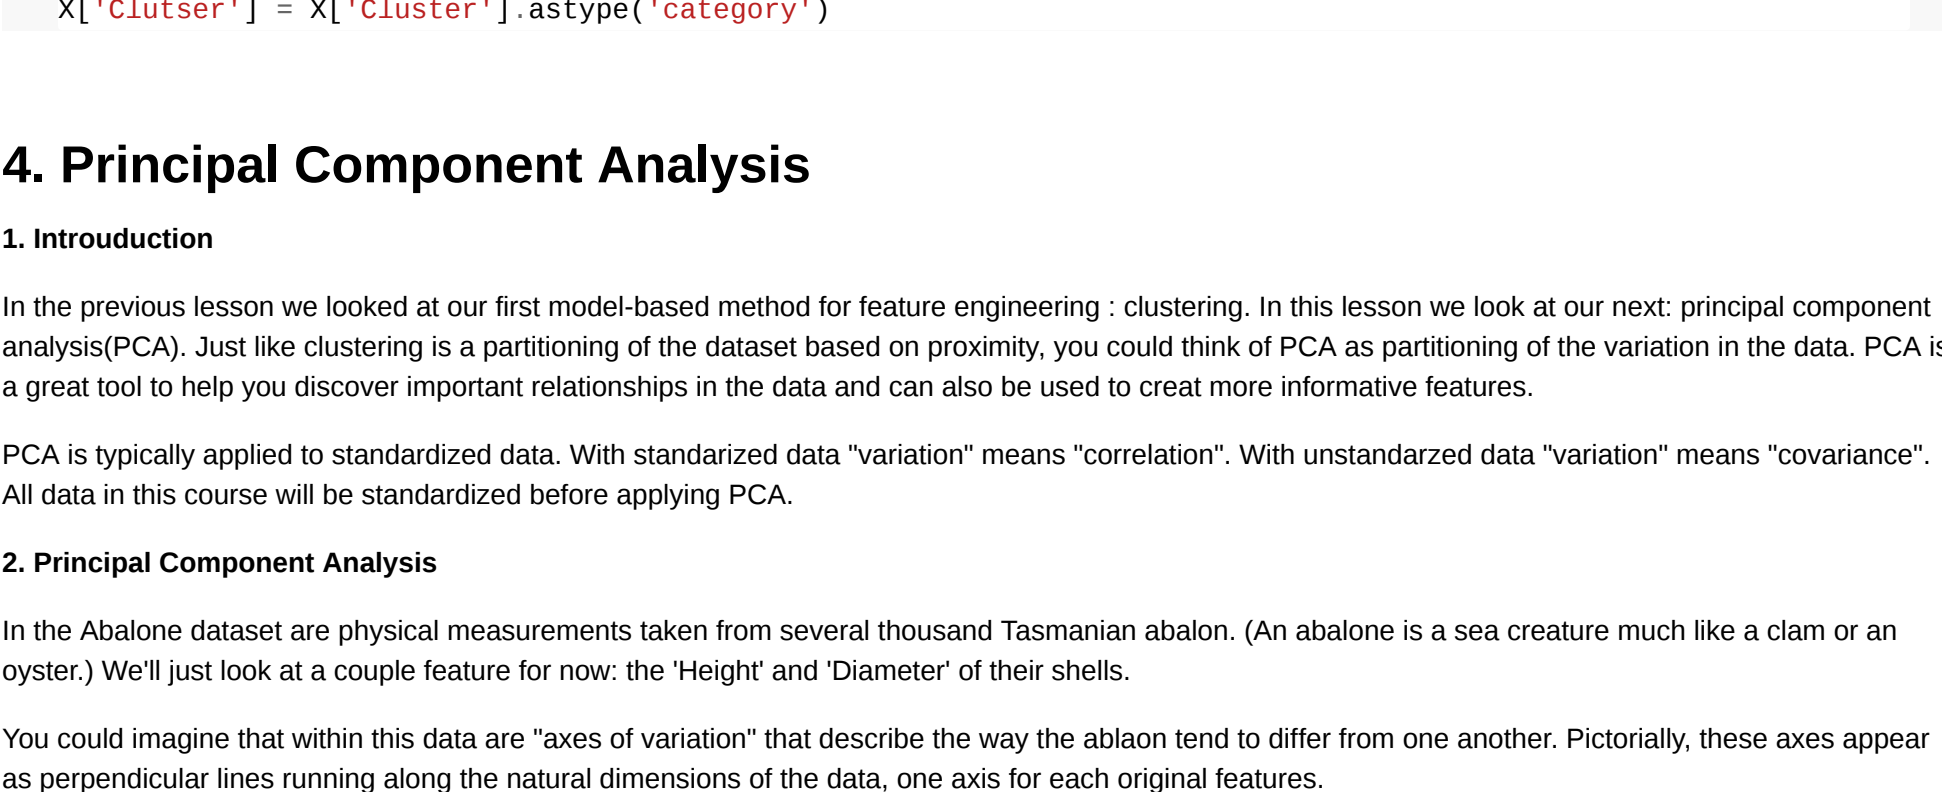 X['Clutser'] = X['Cluster'].astype('category')
4. Principal Component Analysis
1. Introuduction
In the previous lesson we looked at our first model-based method for feature engineering : clustering. In this lesson we look at our next: principal component
analysis(PCA). Just like clustering is a partitioning of the dataset based on proximity, you could think of PCA as partitioning of the variation in the data. PCA is
a great tool to help you discover important relationships in the data and can also be used to creat more informative features.
PCA is typically applied to standardized data. With standarized data "variation" means "correlation". With unstandarzed data "variation" means "covariance".
All data in this course will be standardized before applying PCA.
2. Principal Component Analysis
In the Abalone dataset are physical measurements taken from several thousand Tasmanian abalon. (An abalone is a sea creature much like a clam or an
oyster.) We'll just look at a couple feature for now: the 'Height' and 'Diameter' of their shells.
You could imagine that within this data are "axes of variation" that describe the way the ablaon tend to differ from one another. Pictorially, these axes appear
as perpendicular lines running along the natural dimensions of the data, one axis for each original features.